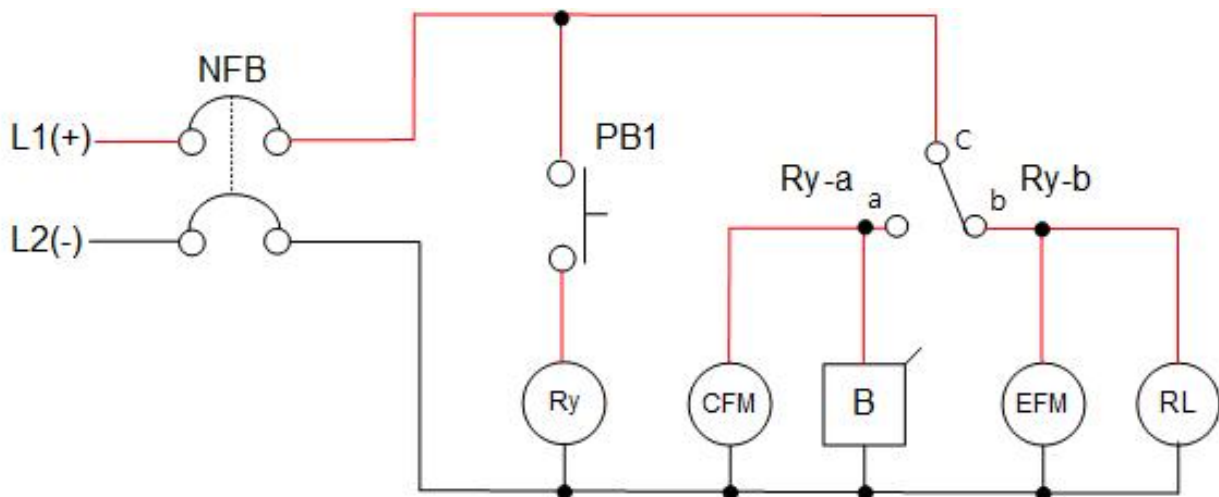 NFB
L1(+)
L2(-)
PB1
Ry-a
a
C
b
Ry-b
Ry
CFM
B
EFM
RL